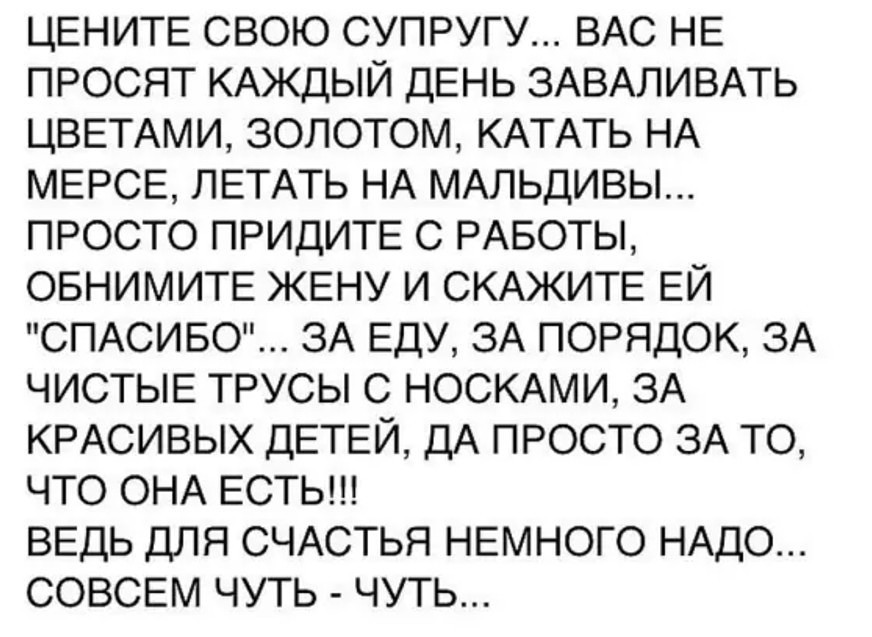 ЦЕНИТЕ СВОЮ СУПРУГУ... ВАС НЕ
ПРОСЯТ КАЖДЫЙ ДЕНЬ ЗАВАЛИВАТЬ
ЦВЕТАМИ, ЗОЛОТОМ, КАТАТЬ НА
МЕРСЕ, ЛЕТАТЬ НА МАЛЬДИВЫ...
ПРОСТО ПРИДИТЕ С РАБОТЫ,
ОБНИМИТЕ ЖЕНУ И СКАЖИТЕ ЕЙ
"СПАСИБО"... ЗА ЕДУ, ЗА ПОРЯДОК, ЗА
ЧИСТЫЕ ТРУСЫ С НОСКАМИ, ЗА
КРАСИВЫХ ДЕТЕЙ, ДА ПРОСТО ЗА ТО,
ЧТО ОНА ЕСТЬ!!!
ВЕДЬ ДЛЯ СЧАСТЬЯ НЕМНОГО НАДО...
СОВСЕМ ЧУТЬ - ЧУТЬ...